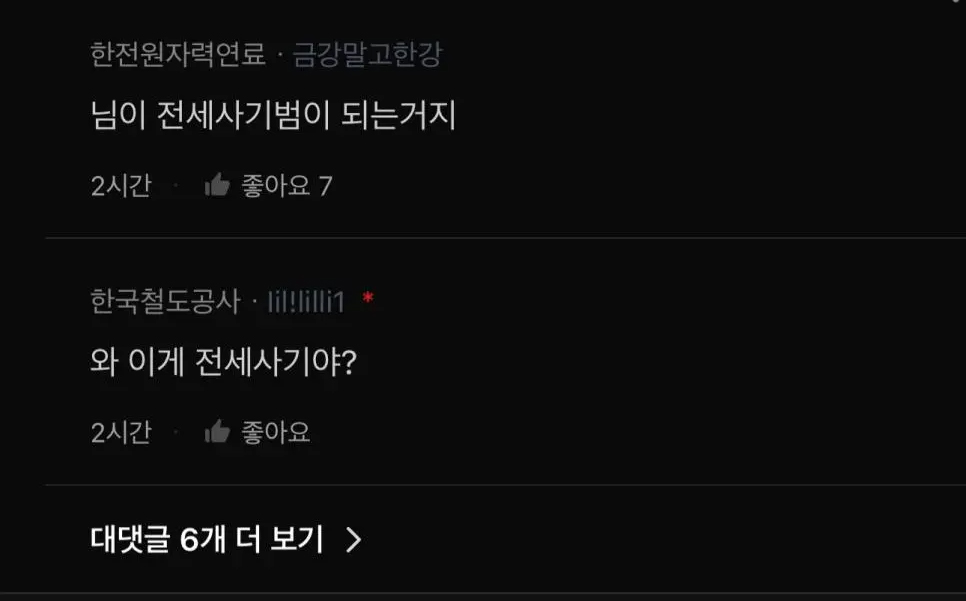 한전원자력연료 · 금강말고한강
님이 전세사기범이 되는거지
2시간 · 좋아요 7
한국철도공사 · lil!lilli1 *
와 이게 전세사기야?
2시간 · 좋아요
대댓글 6개 더 보기 >